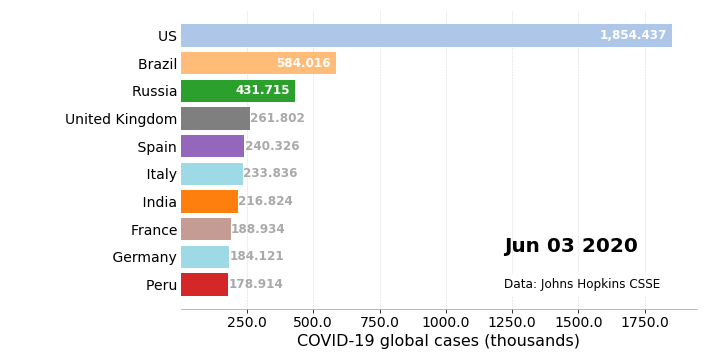 US 1,854.437
Brazil 584.016
Russia 431.715
United Kingdom 261.802
Spain 240.326
Italy 233.836
India 216.824
France 188.934
Germany 184.121
Peru 178.914
Jun 03 2020
Data: Johns Hopkins CSSE
250.0 500.0 750.0 1000.0 1250.0 1500.0 1750.0
COVID-19 global cases (thousands)